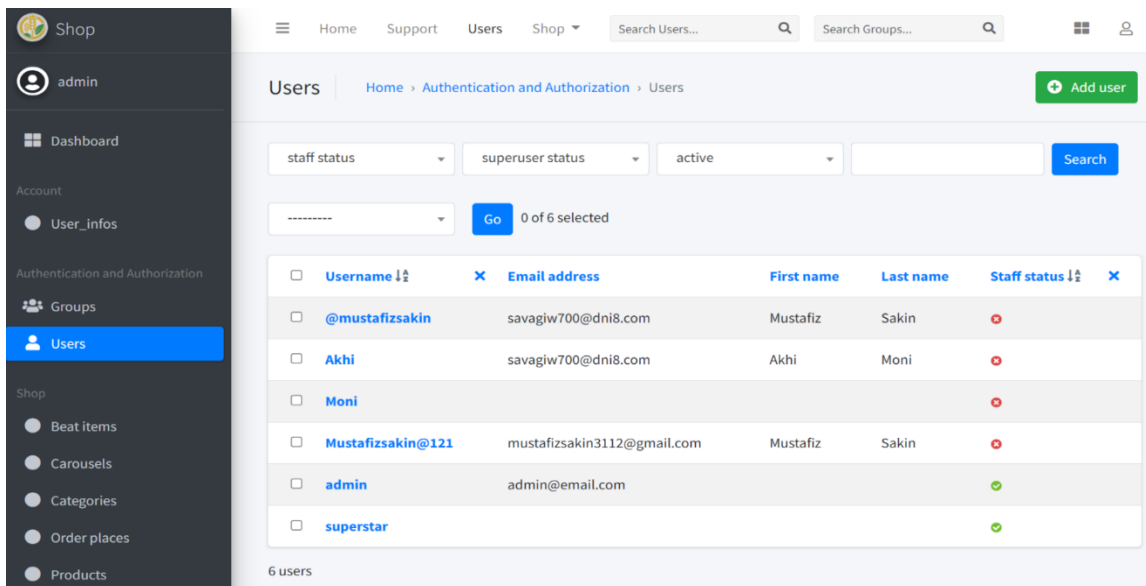 Shop
Home Support Users Shop Search Users... Search Groups...
admin
Users Home › Authentication and Authorization › Users Add user
Dashboard
staff status superuser status active Search
Account
User_infos
--------- Go 0 of 6 selected
Authentication and Authorization
Username Email address First name Last name Staff status
Groups
@mustafizsakin savagiw700@dni8.com Mustafiz Sakin
Users
Akhi savagiw700@dni8.com Akhi Moni
Shop
Moni
Beat items
Mustafizsakin@121 mustafizsakin3112@gmail.com Mustafiz Sakin
Carousels
admin admin@email.com
Categories
superstar
Order places
6 users
Products